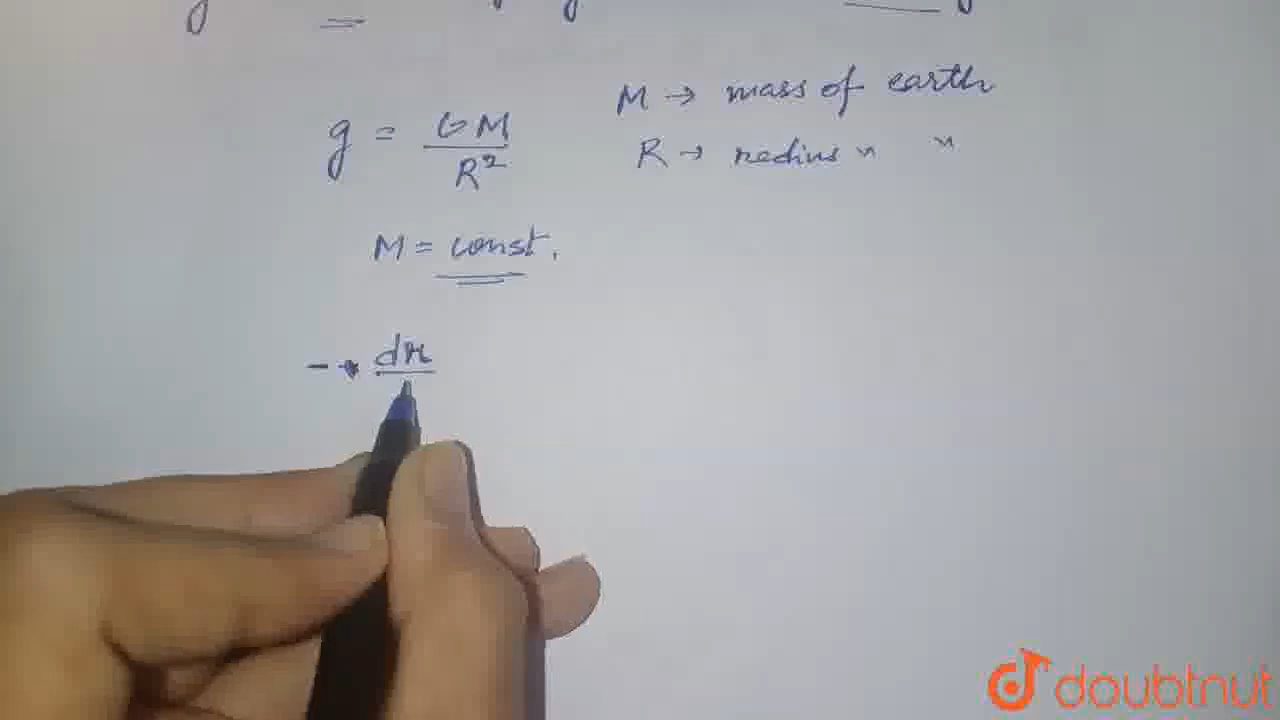 g = GM / R²
M → mass of earth
R → radius " "
M = const.
- dR
doubtnut